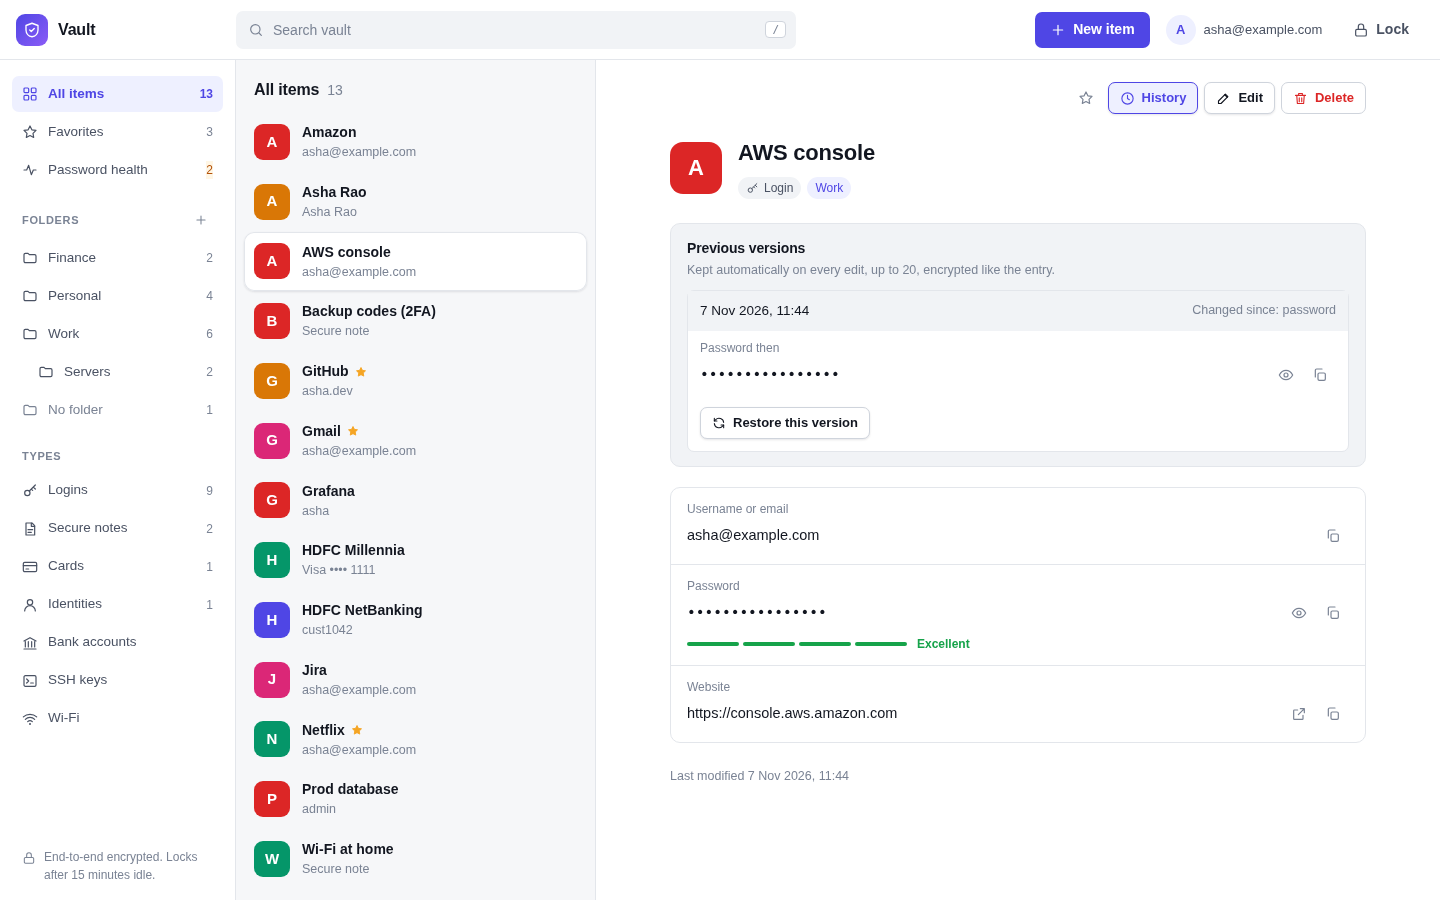 Vault
Search vault
/
New item
A
asha@example.com
Lock
All items
13
Favorites
3
Password health
2
FOLDERS
Finance
2
Personal
4
Work
6
Servers
2
No folder
1
TYPES
Logins
9
Secure notes
2
Cards
1
Identities
1
Bank accounts
SSH keys
Wi-Fi
End-to-end encrypted. Locks
after 15 minutes idle.
All items 13
A
Amazon
asha@example.com
A
Asha Rao
Asha Rao
A
AWS console
asha@example.com
B
Backup codes (2FA)
Secure note
G
GitHub
asha.dev
G
Gmail
asha@example.com
G
Grafana
asha
H
HDFC Millennia
Visa •••• 1111
H
HDFC NetBanking
cust1042
J
Jira
asha@example.com
N
Netflix
asha@example.com
P
Prod database
admin
W
Wi-Fi at home
Secure note
History
Edit
Delete
A
AWS console
Login
Work
Previous versions
Kept automatically on every edit, up to 20, encrypted like the entry.
7 Nov 2026, 11:44
Changed since: password
Password then
••••••••••••••••
Restore this version
Username or email
asha@example.com
Password
••••••••••••••••
Excellent
Website
https://console.aws.amazon.com
Last modified 7 Nov 2026, 11:44